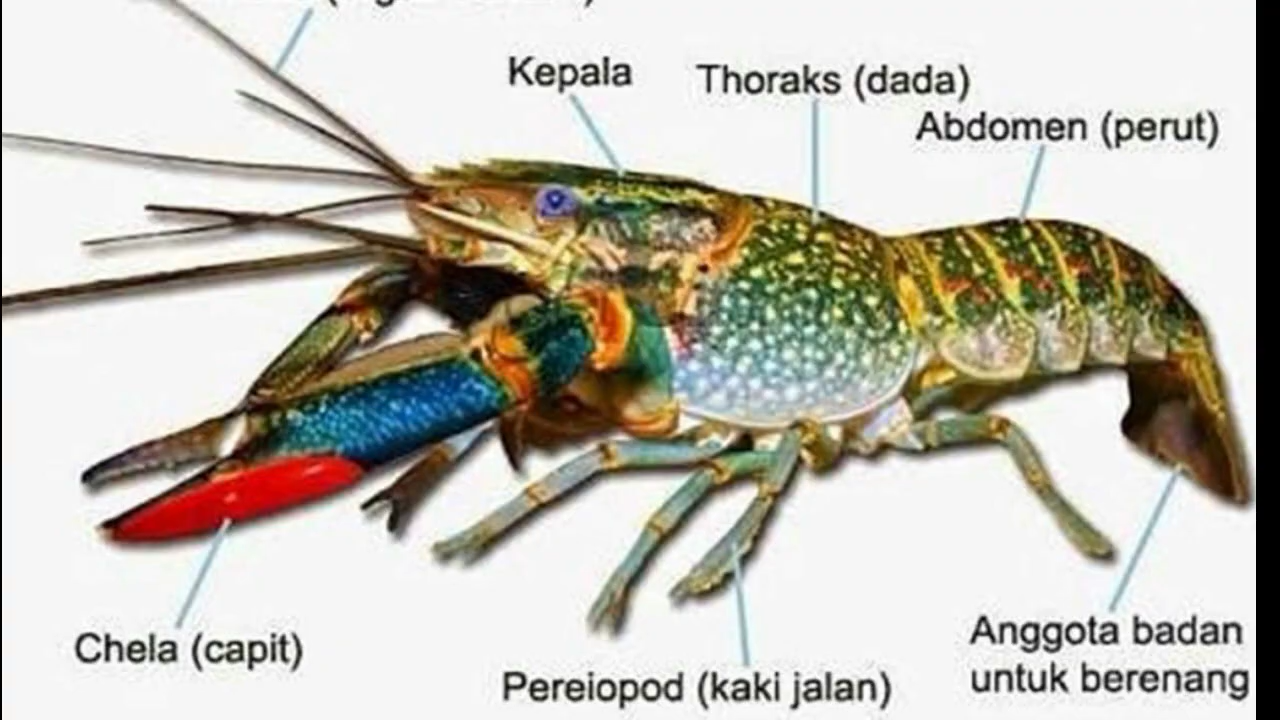 Kepala
Thoraks (dada)
Abdomen (perut)
Chela (capit)
Pereiopod (kaki jalan)
Anggota badan
untuk berenang